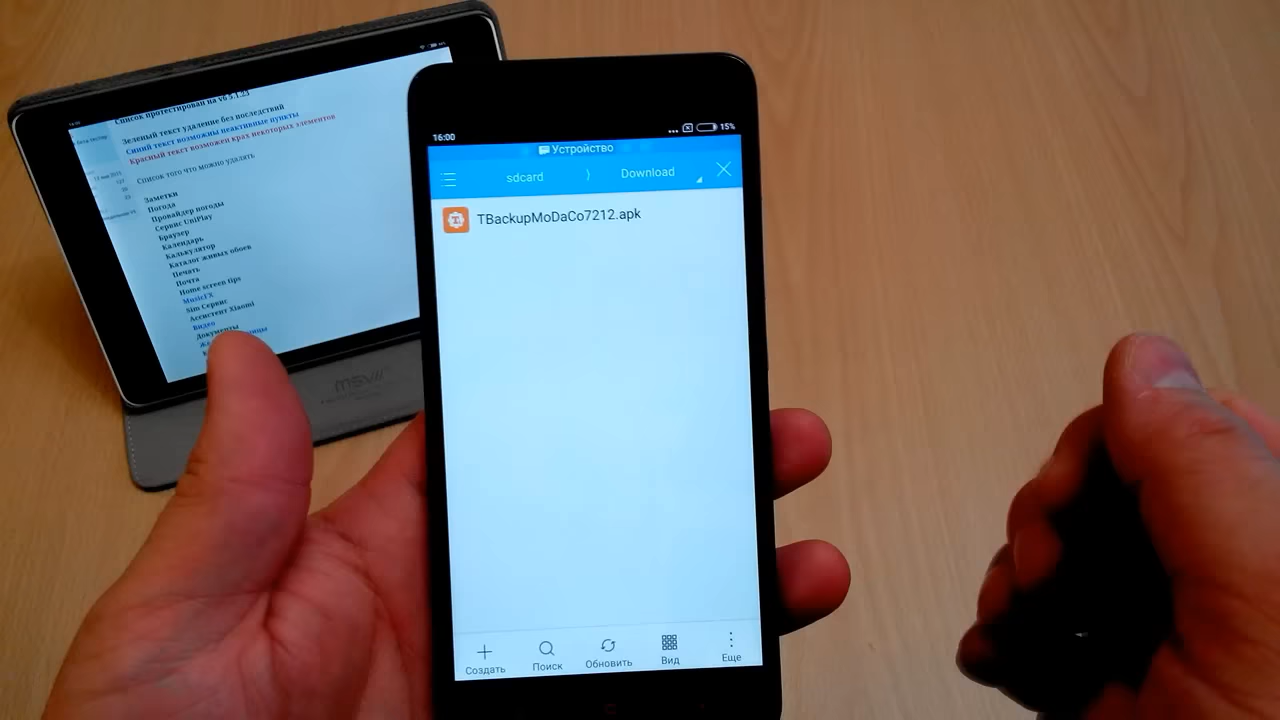 Список протестирован на v6 5.1.23
Зеленый текст удаление без последствий
Синий текст возможны неактивные пункты
Красный текст возможен крах некоторых элементов
Список того что можно удалять
Заметки
Погода
Провайдер погоды
Сервис UniPlay
Браузер
Календарь
Калькулятор
Каталог живых обоев
Печать
Почта
Home screen tips
MusicFX
Sim Сервис
Ассистент Xiaomi
Видео
Документы
16:00
15%
Устройство
sdcard
Download
TBackupMoDaCo7212.apk
Создать
Поиск
Обновить
Вид
Еще